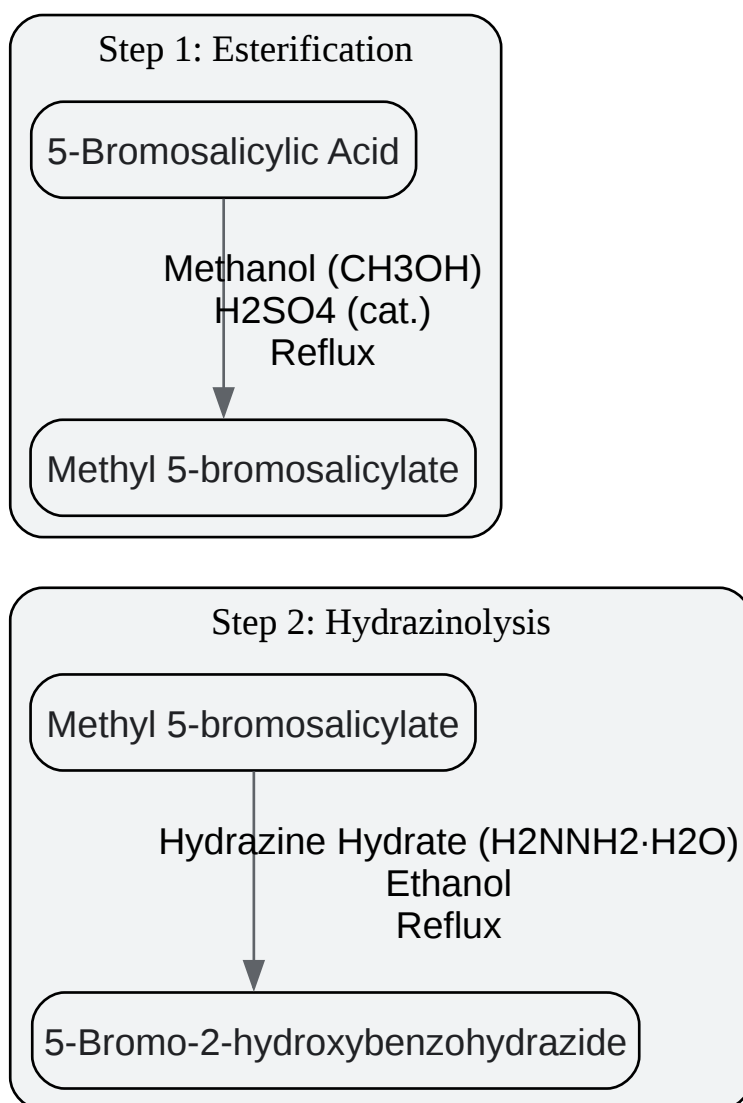 Step 1: Esterification
5-Bromosalicylic Acid
Methanol (CH3OH)
H2SO4 (cat.)
Reflux
Methyl 5-bromosalicylate
Step 2: Hydrazinolysis
Methyl 5-bromosalicylate
Hydrazine Hydrate (H2NNH2·H2O)
Ethanol
Reflux
5-Bromo-2-hydroxybenzohydrazide